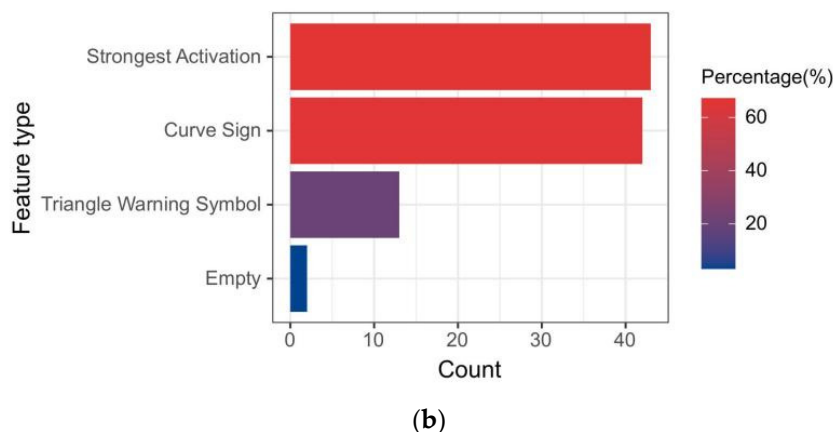 Feature type
Strongest Activation
Curve Sign
Triangle Warning Symbol
Empty
0 10 20 30 40
Count
Percentage(%)
60
40
20
(b)